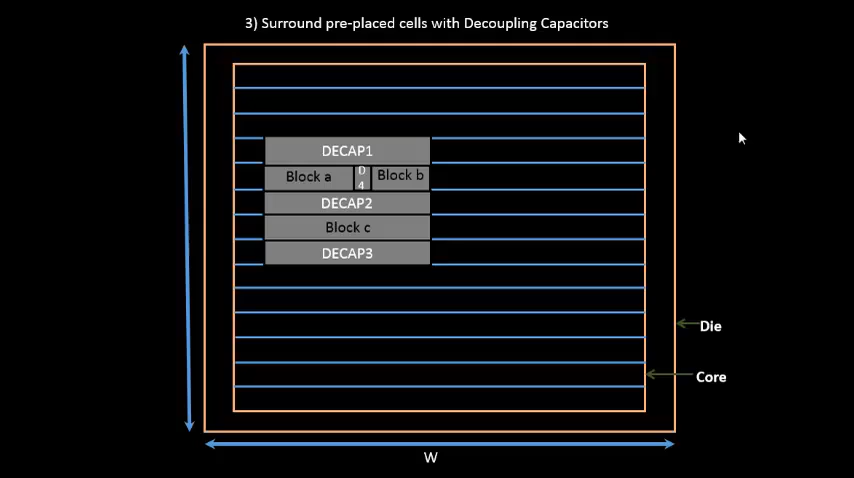 3) Surround pre-placed cells with Decoupling Capacitors
DECAP1
Block a
D
4
Block b
DECAP2
Block c
DECAP3
Die
Core
W